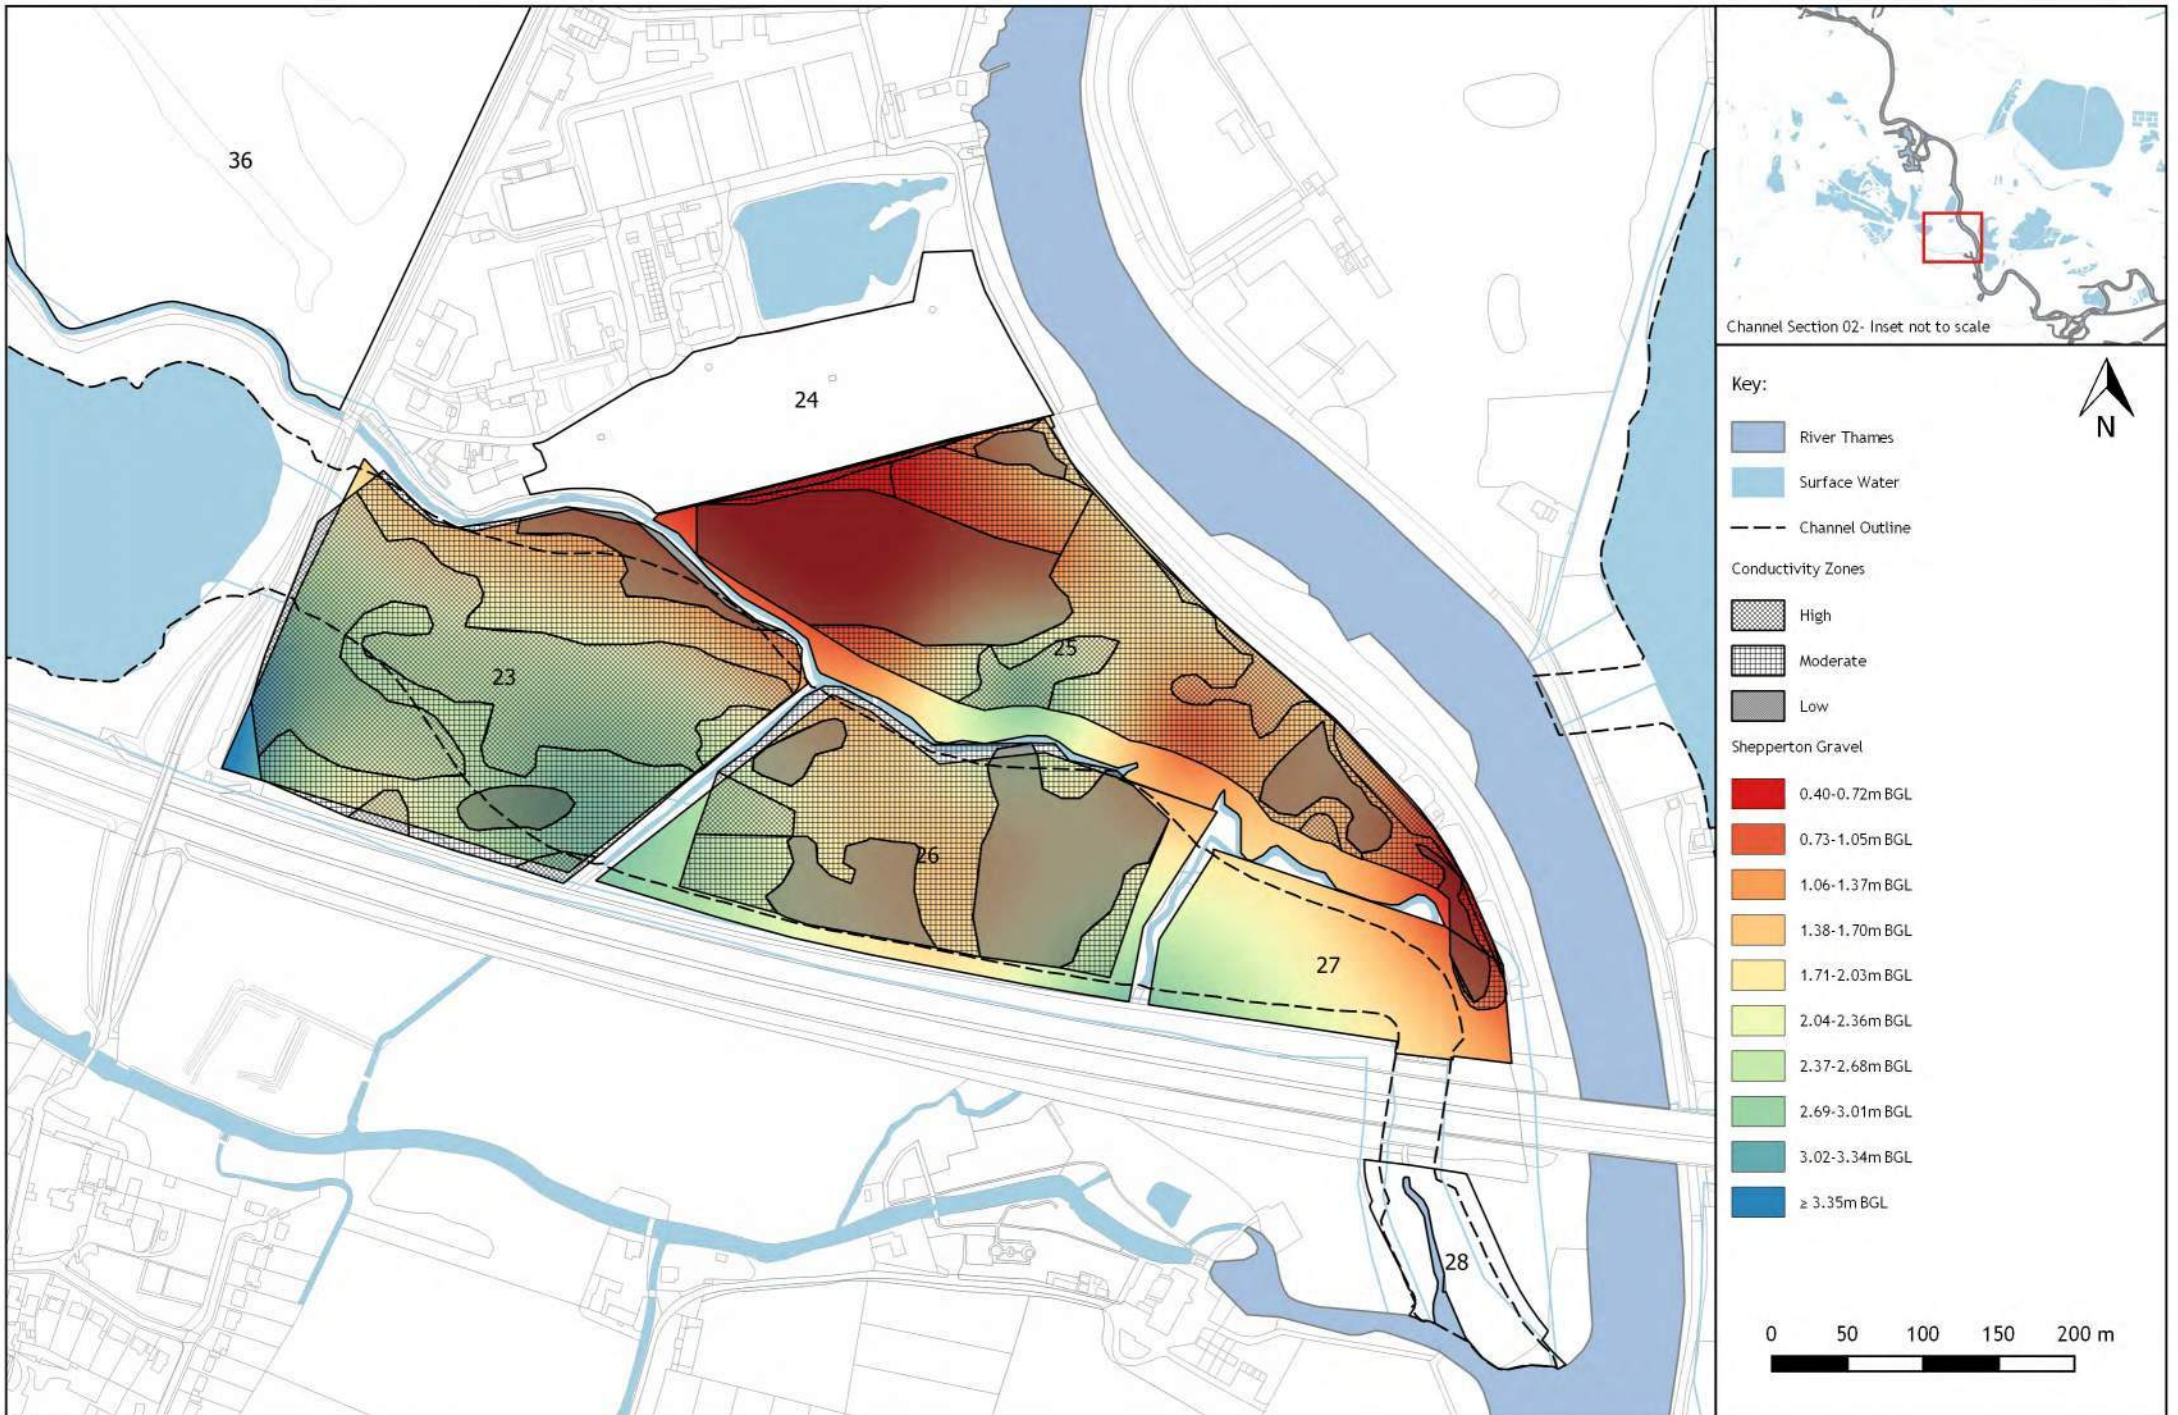 36
24
25
23
26
27
28
Channel Section 02- Inset not to scale
Key:
N
River Thames
Surface Water
Channel Outline
Conductivity Zones
High
Moderate
Low
Shepperton Gravel
0.40-0.72m BGL
0.73-1.05m BGL
1.06-1.37m BGL
1.38-1.70m BGL
1.71-2.03m BGL
2.04-2.36m BGL
2.37-2.68m BGL
2.69-3.01m BGL
3.02-3.34m BGL
≥ 3.35m BGL
0 50 100 150 200 m